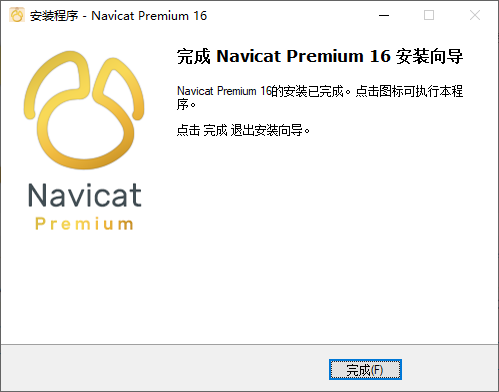 安装程序 - Navicat Premium 16
完成 Navicat Premium 16 安装向导
Navicat Premium 16的安装已完成。点击图标可执行本程
序。
点击 完成 退出安装向导。
Navicat
Premium
完成(F)